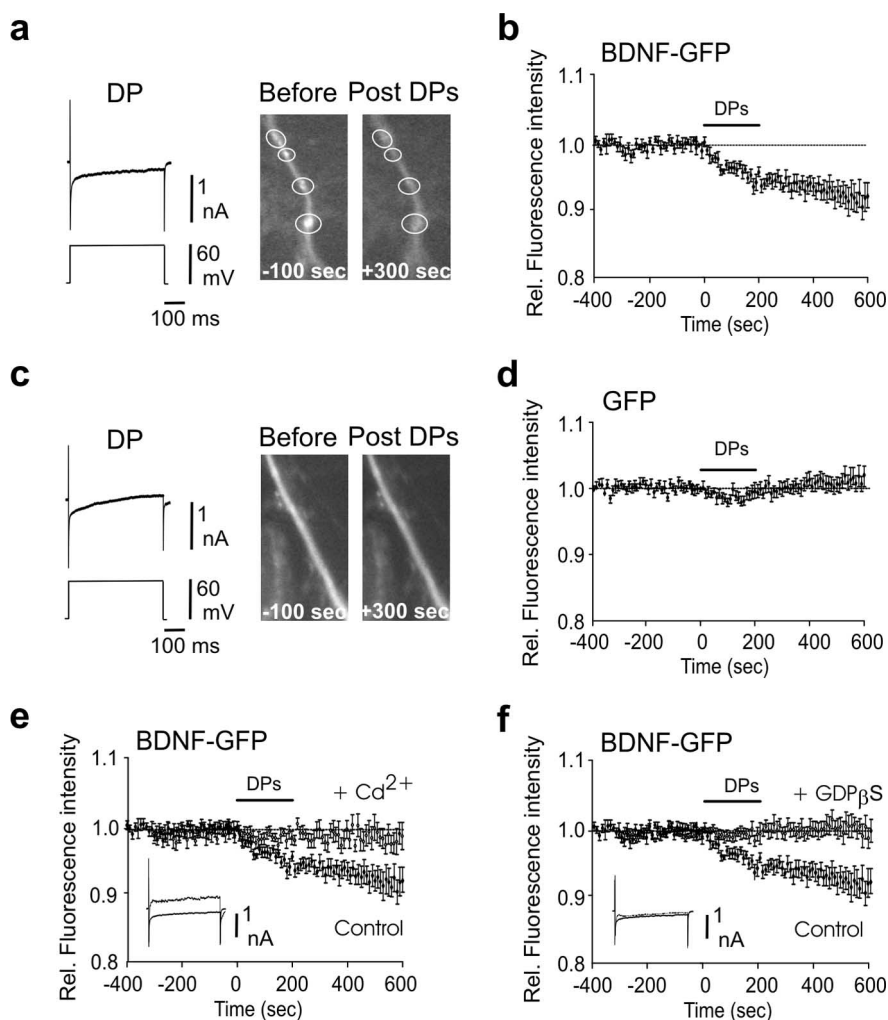 a
DP
Before Post DPs
1
nA
60
mV
100 ms
-100 sec
+300 sec
b
BDNF-GFP
DPs
Rel. Fluorescence intensity
1.1
1.0
0.9
0.8
-400 -200 0 200 400 600
Time (sec)
c
DP
Before Post DPs
1
nA
60
mV
100 ms
-100 sec
+300 sec
d
GFP
DPs
Rel. Fluorescence intensity
1.1
1.0
0.9
0.8
-400 -200 0 200 400 600
Time (sec)
e
BDNF-GFP
DPs
+ Cd2+
Rel. Fluorescence intensity
1.1
1.0
0.9
0.8
1
nA
Control
-400 -200 0 200 400 600
Time (sec)
f
BDNF-GFP
DPs
+ GDPβS
Rel. Fluorescence intensity
1.1
1.0
0.9
0.8
1
nA
Control
-400 -200 0 200 400 600
Time (sec)